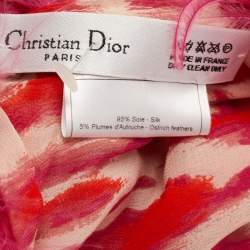 Christian Dior
PARIS
MADE IN FRANCE
DRY CLEAN ONLY
95% Soie - Silk
5% Plumes d'Autruche - Ostrich feathers